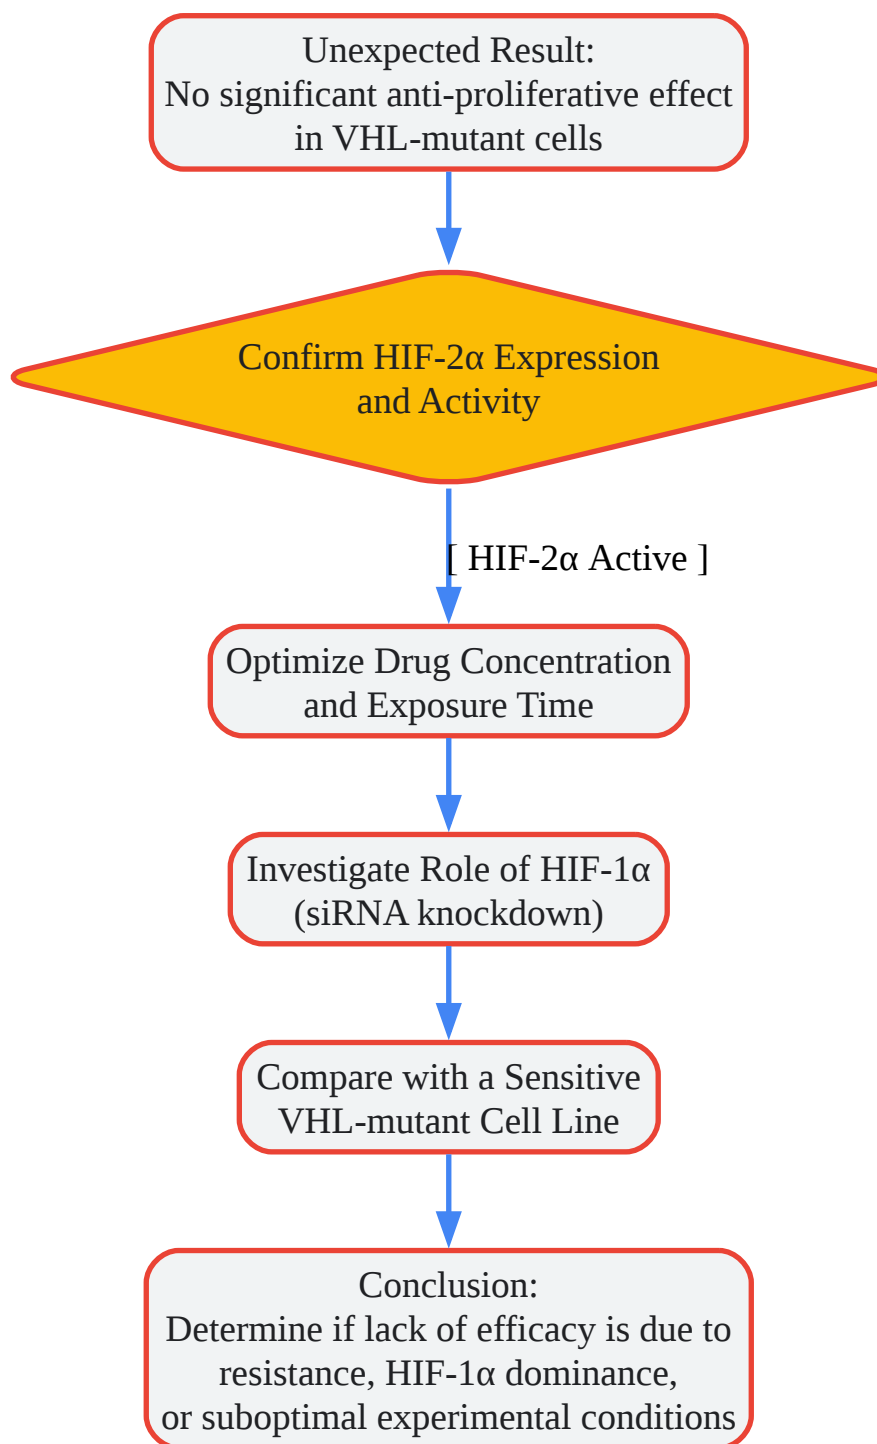 Unexpected Result:
No significant anti-proliferative effect
in VHL-mutant cells
Confirm HIF-2α Expression
and Activity
[ HIF-2α Active ]
Optimize Drug Concentration
and Exposure Time
Investigate Role of HIF-1α
(siRNA knockdown)
Compare with a Sensitive
VHL-mutant Cell Line
Conclusion:
Determine if lack of efficacy is due to
resistance, HIF-1α dominance,
or suboptimal experimental conditions